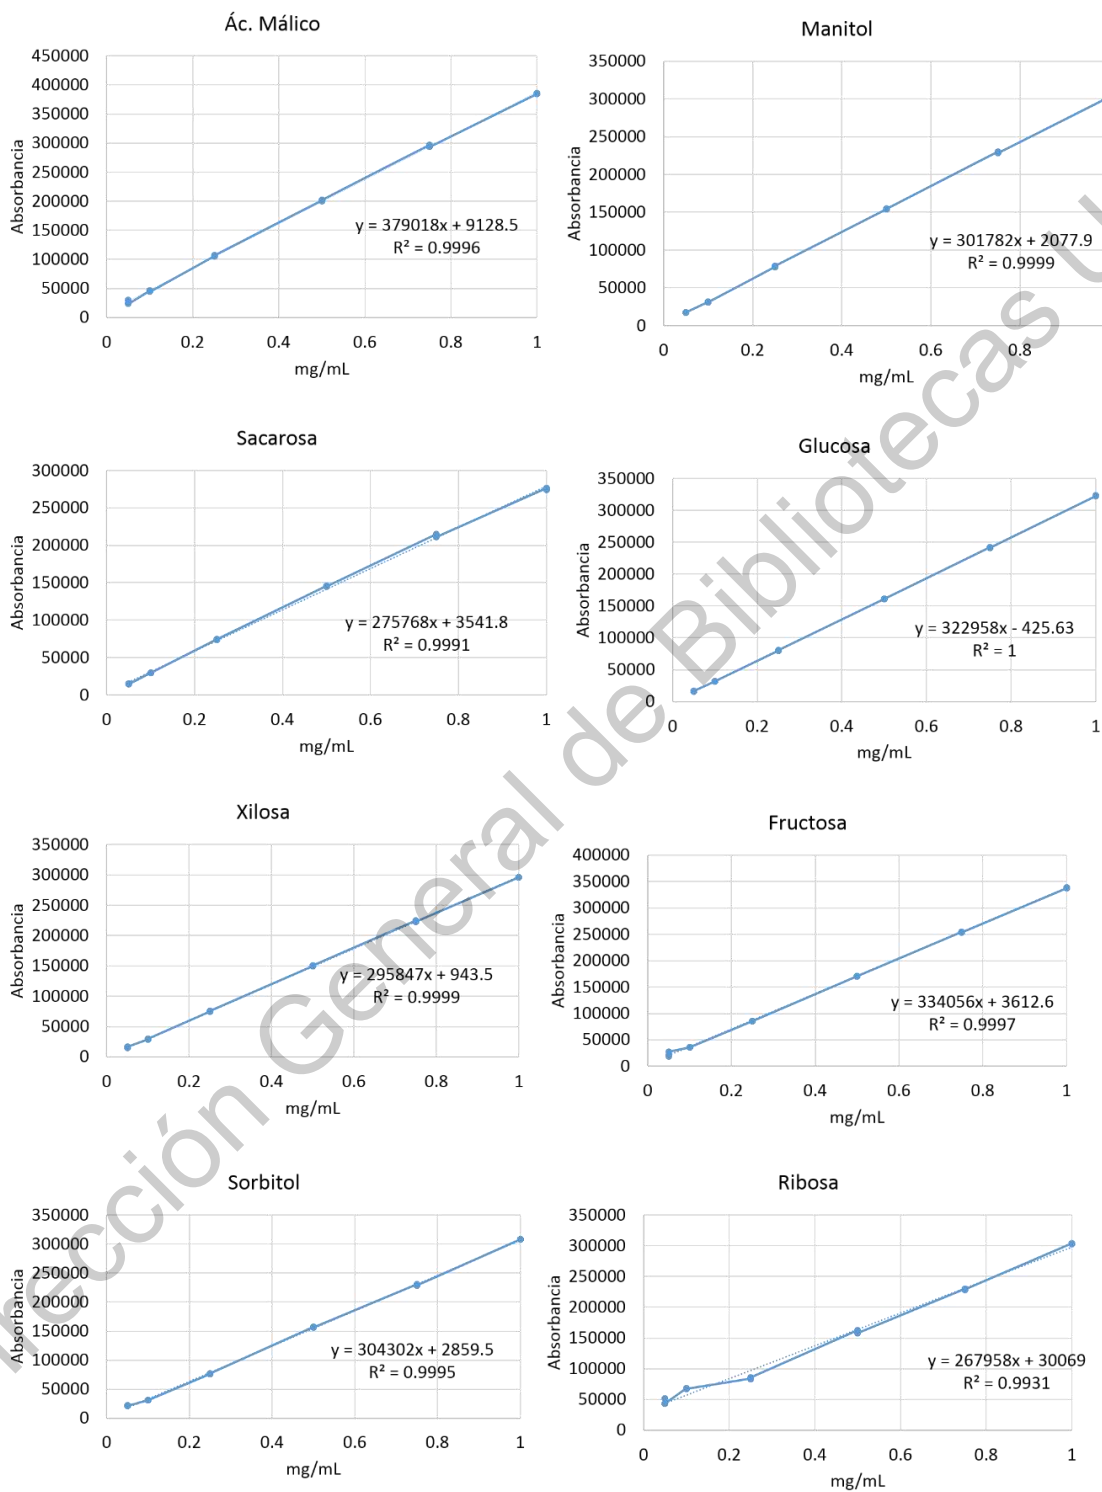 Ác. Málico
450000
400000
350000
300000
250000
200000
150000
100000
50000
0
Absorbancia
y = 379018x + 9128.5
R² = 0.9996
0 0.2 0.4 0.6 0.8 1
mg/mL
Manitol
350000
300000
250000
200000
150000
100000
50000
0
Absorbancia
y = 301782x + 2077.9
R² = 0.9999
0 0.2 0.4 0.6 0.8
mg/mL
Sacarosa
300000
250000
200000
150000
100000
50000
0
Absorbancia
y = 275768x + 3541.8
R² = 0.9991
0 0.2 0.4 0.6 0.8 1
mg/mL
Glucosa
350000
300000
250000
200000
150000
100000
50000
0
Absorbancia
y = 322958x - 425.63
R² = 1
0 0.2 0.4 0.6 0.8 1
mg/mL
Xilosa
350000
300000
250000
200000
150000
100000
50000
0
Absorbancia
y = 295847x + 943.5
R² = 0.9999
0 0.2 0.4 0.6 0.8 1
mg/mL
Fructosa
400000
350000
300000
250000
200000
150000
100000
50000
0
Absorbancia
y = 334056x + 3612.6
R² = 0.9997
0 0.2 0.4 0.6 0.8 1
mg/mL
Sorbitol
350000
300000
250000
200000
150000
100000
50000
0
Absorbancia
y = 304302x + 2859.5
R² = 0.9995
0 0.2 0.4 0.6 0.8 1
mg/mL
Ribosa
350000
300000
250000
200000
150000
100000
50000
0
Absorbancia
y = 267958x + 30069
R² = 0.9931
0 0.2 0.4 0.6 0.8 1
mg/mL
rección General de Bibliotecas U